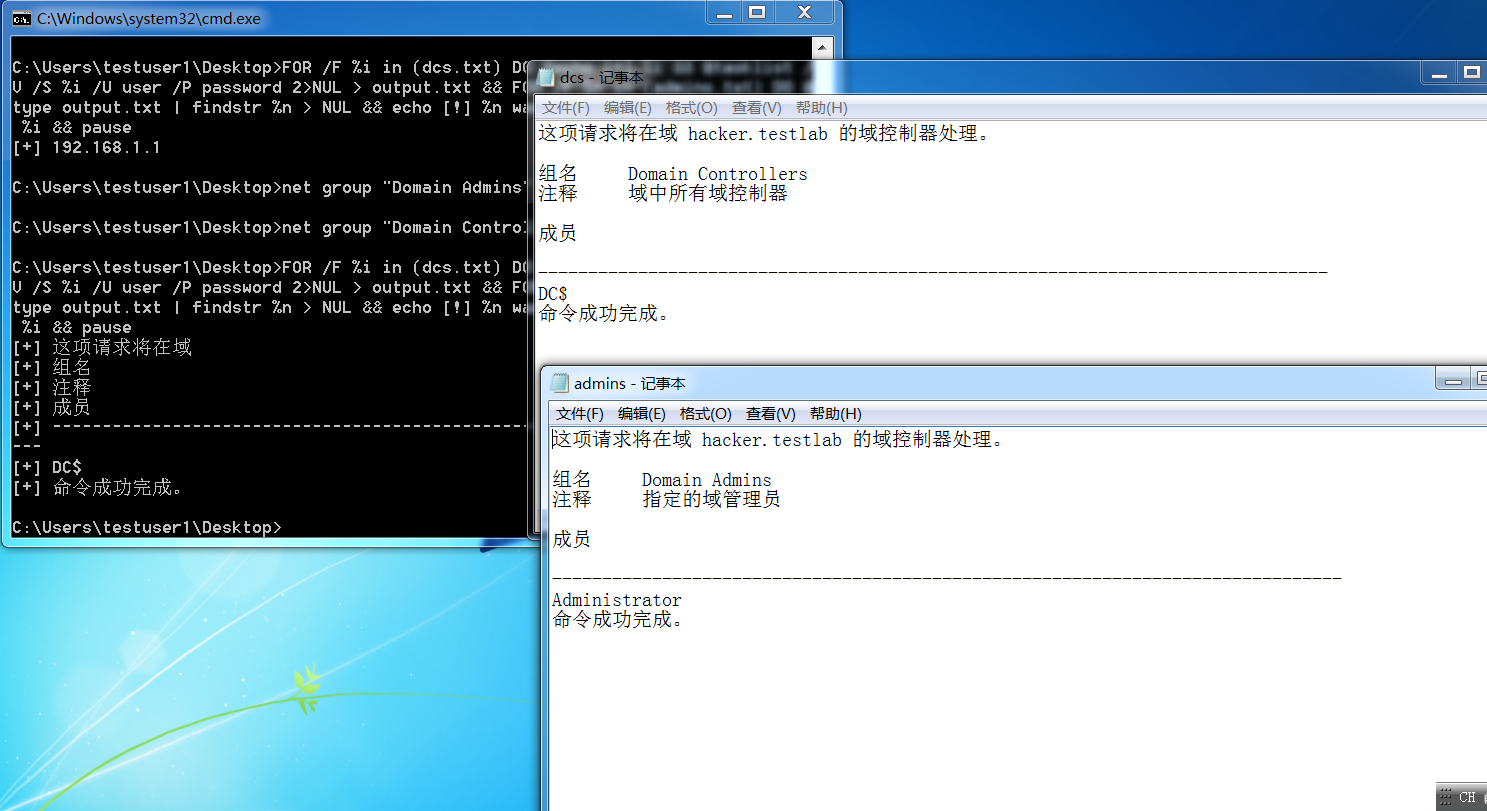 C:\Windows\system32\cmd.exe
C:\Users\testuser1\Desktop>FOR /F %i in (dcs.txt) DO
U /S %i /U user /P password 2>NUL > output.txt && FO
type output.txt | findstr %n > NUL && echo [!] %n wa
%i && pause
[+] 192.168.1.1
C:\Users\testuser1\Desktop>net group "Domain Admins"
C:\Users\testuser1\Desktop>net group "Domain Control
C:\Users\testuser1\Desktop>FOR /F %i in (dcs.txt) DO
U /S %i /U user /P password 2>NUL > output.txt && FO
type output.txt | findstr %n > NUL && echo [!] %n wa
%i && pause
[+] 这项请求将在域
[+] 组名
[+] 注释
[+] 成员
[+] -----------------------------------------------
---
[+] DC$
[+] 命令成功完成。
C:\Users\testuser1\Desktop>
dcs - 记事本
文件(F) 编辑(E) 格式(O) 查看(V) 帮助(H)
这项请求将在域 hacker.testlab 的域控制器处理。
组名 Domain Controllers
注释 域中所有域控制器
成员
-------------------------------------------------------------------------------
DC$
命令成功完成。
admins - 记事本
文件(F) 编辑(E) 格式(O) 查看(V) 帮助(H)
这项请求将在域 hacker.testlab 的域控制器处理。
组名 Domain Admins
注释 指定的域管理员
成员
-------------------------------------------------------------------------------
Administrator
命令成功完成。
CH